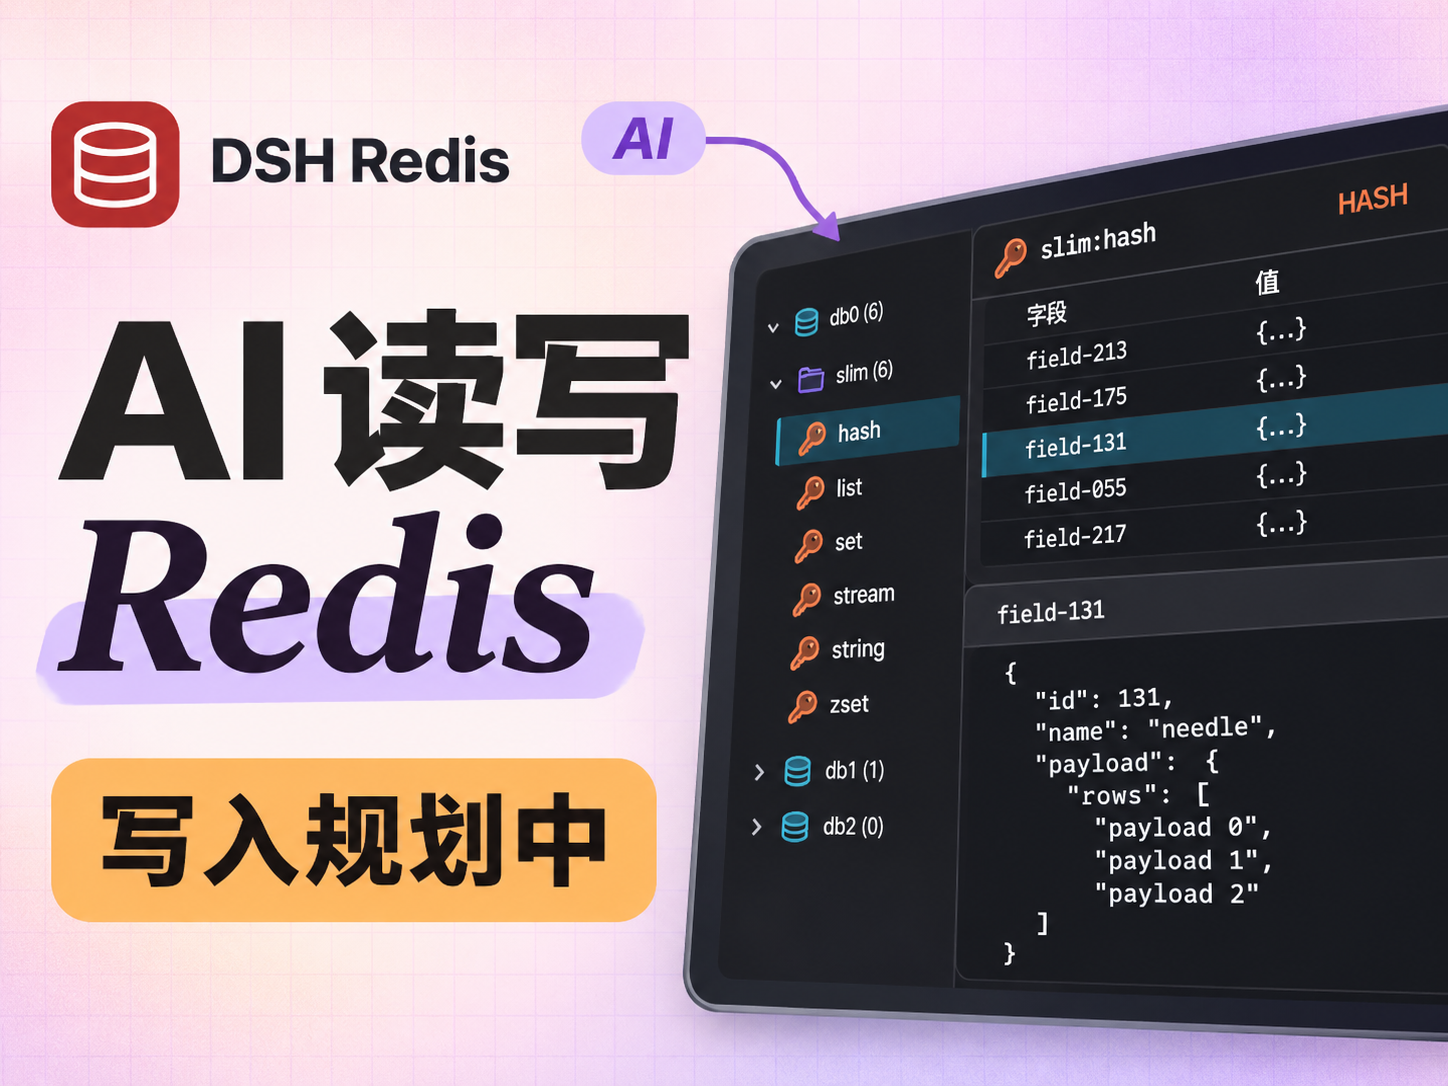 DSH Redis
AI
AI 读写
Redis
写入规划中
db0 (6)
slim (6)
hash
list
set
stream
string
zset
db1 (1)
db2 (0)
slim:hash
HASH
字段 值
field-213 {...}
field-175 {...}
field-131 {...}
field-055 {...}
field-217 {...}
field-131
{
"id": 131,
"name": "needle",
"payload": {
"rows": [
"payload 0",
"payload 1",
"payload 2"
]
}